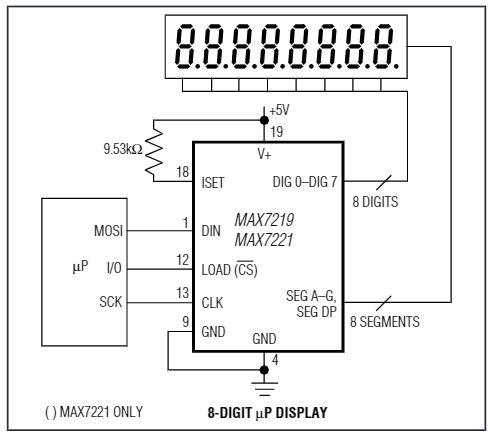 8.8.8.8.8.8.8.8.
+5V
19
9.53kΩ
V+
18
ISET
DIG 0–DIG 7
8 DIGITS
MOSI
1
DIN
MAX7219
MAX7221
µP
I/O
12
LOAD (C̅S̅)
SCK
13
CLK
SEG A–G,
SEG DP
8 SEGMENTS
9
GND
GND
4
( ) MAX7221 ONLY
8-DIGIT µP DISPLAY